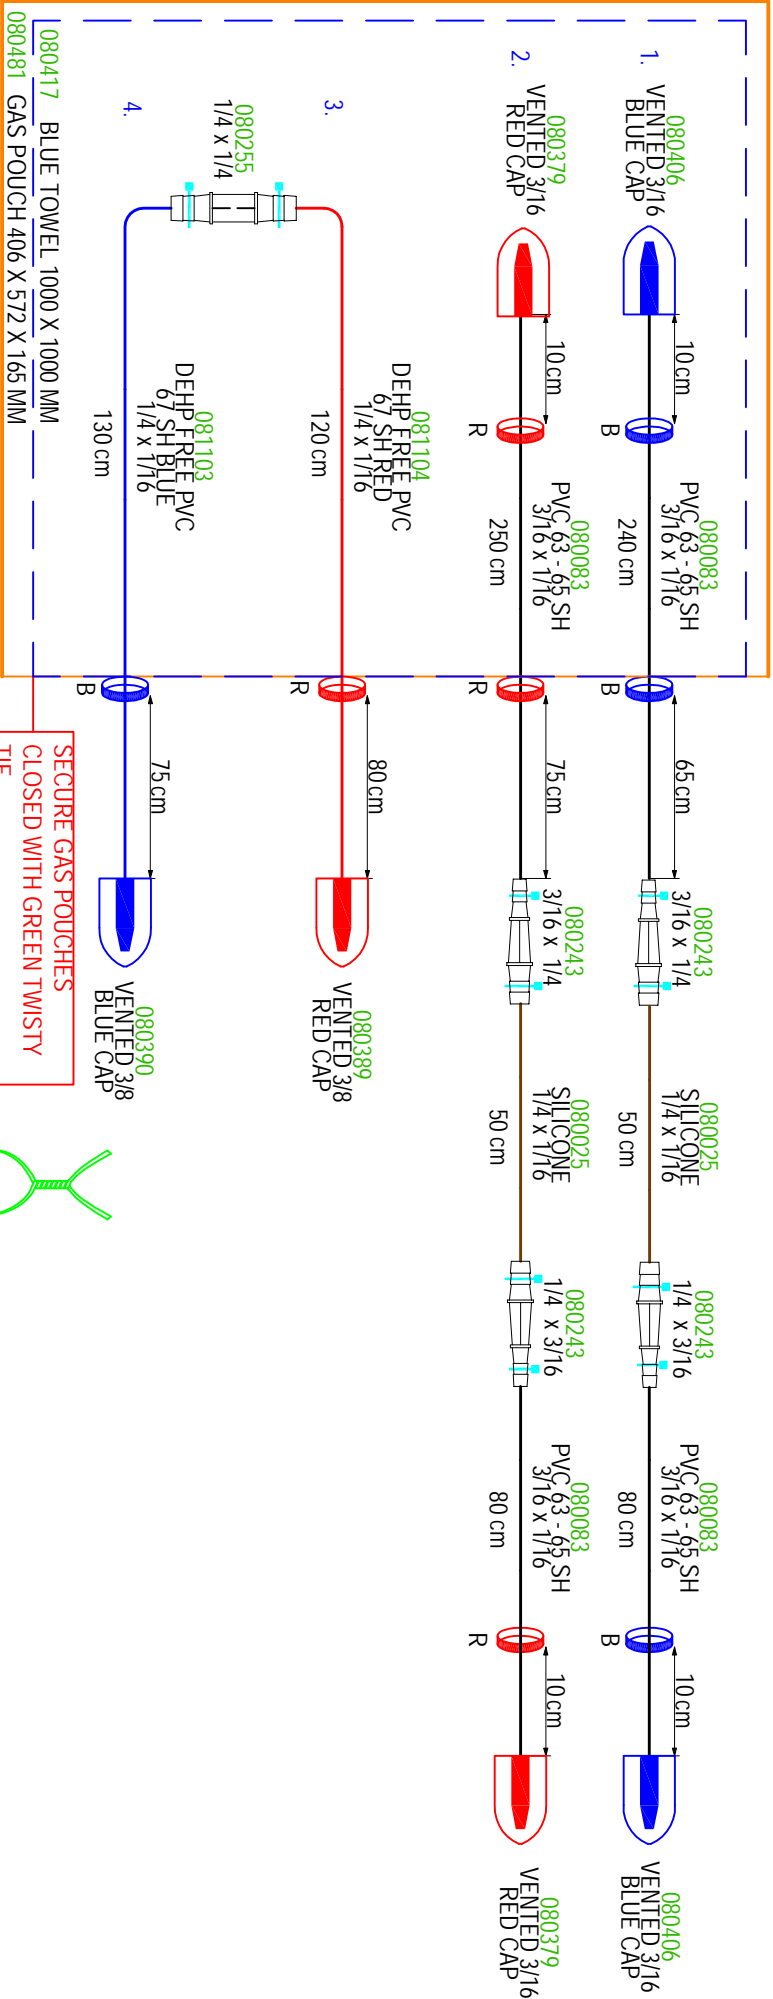 1.
080406
VENTED 3/16
BLUE CAP
10cm
B
080083
PVC 63 - 65 SH
3/16 x 1/16
240 cm
B
65cm
080243
3/16 x 1/4
080025
SILICONE
1/4 x 1/16
50 cm
080243
1/4 x 3/16
080083
PVC 63 - 65 SH
3/16 x 1/16
80 cm
B
10cm
080406
VENTED 3/16
BLUE CAP
2.
080379
VENTED 3/16
RED CAP
10cm
R
080083
PVC 63 - 65 SH
3/16 x 1/16
250 cm
R
75cm
080243
3/16 x 1/4
080025
SILICONE
1/4 x 1/16
50 cm
080243
1/4 x 3/16
080083
PVC 63 - 65 SH
3/16 x 1/16
80 cm
R
10cm
080379
VENTED 3/16
RED CAP
3.
081104
DEHP FREE PVC
67 SH RED
1/4 x 1/16
120 cm
R
80cm
080389
VENTED 3/8
RED CAP
080255
1/4 x 1/4
4.
081103
DEHP FREE PVC
67 SH BLUE
1/4 x 1/16
130 cm
B
75cm
080390
VENTED 3/8
BLUE CAP
080417 BLUE TOWEL 1000 X 1000 MM
080481 GAS POUCH 406 X 572 X 165 MM
SECURE GAS POUCHES
CLOSED WITH GREEN TWISTY
TIE